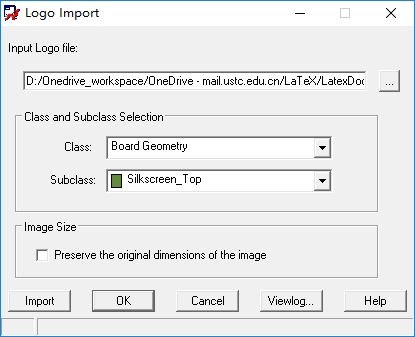 Logo Import
Input Logo file:
D:/Onedrive_workspace/OneDrive - mail.ustc.edu.cn/LaTeX/LatexDoc
...
Class and Subclass Selection
Class: Board Geometry
Subclass: Silkscreen_Top
Image Size
Preserve the original dimensions of the image
Import OK Cancel Viewlog... Help